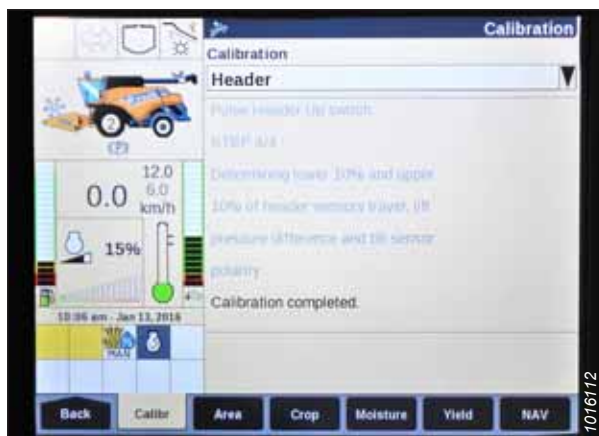 Calibration
Calibration
Header
Pulse Header Up switch.
STEP 4/4
Determining lower 10% and upper
10% of header sensors travel, lift
pressure difference and tilt sensor
polarity
Calibration completed.
2
(P)
12.0
6.0
0.0
km/h
15%
10:06 am - Jan 13, 2016
MAN
Back
Calibr
Area
Crop
Moisture
Yield
NAV
1016112